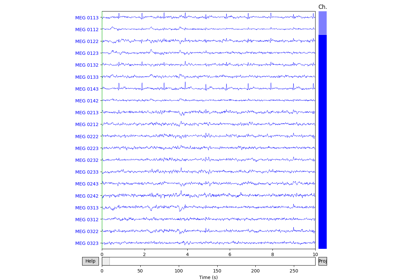 Ch.
MEG 0113
MEG 0112
MEG 0122
MEG 0123
MEG 0132
MEG 0133
MEG 0143
MEG 0142
MEG 0213
MEG 0212
MEG 0222
MEG 0223
MEG 0232
MEG 0233
MEG 0243
MEG 0242
MEG 0313
MEG 0312
MEG 0322
MEG 0323
0 2 4 6 8 10
Help Proj
0 50 100 150 200 250
Time (s)